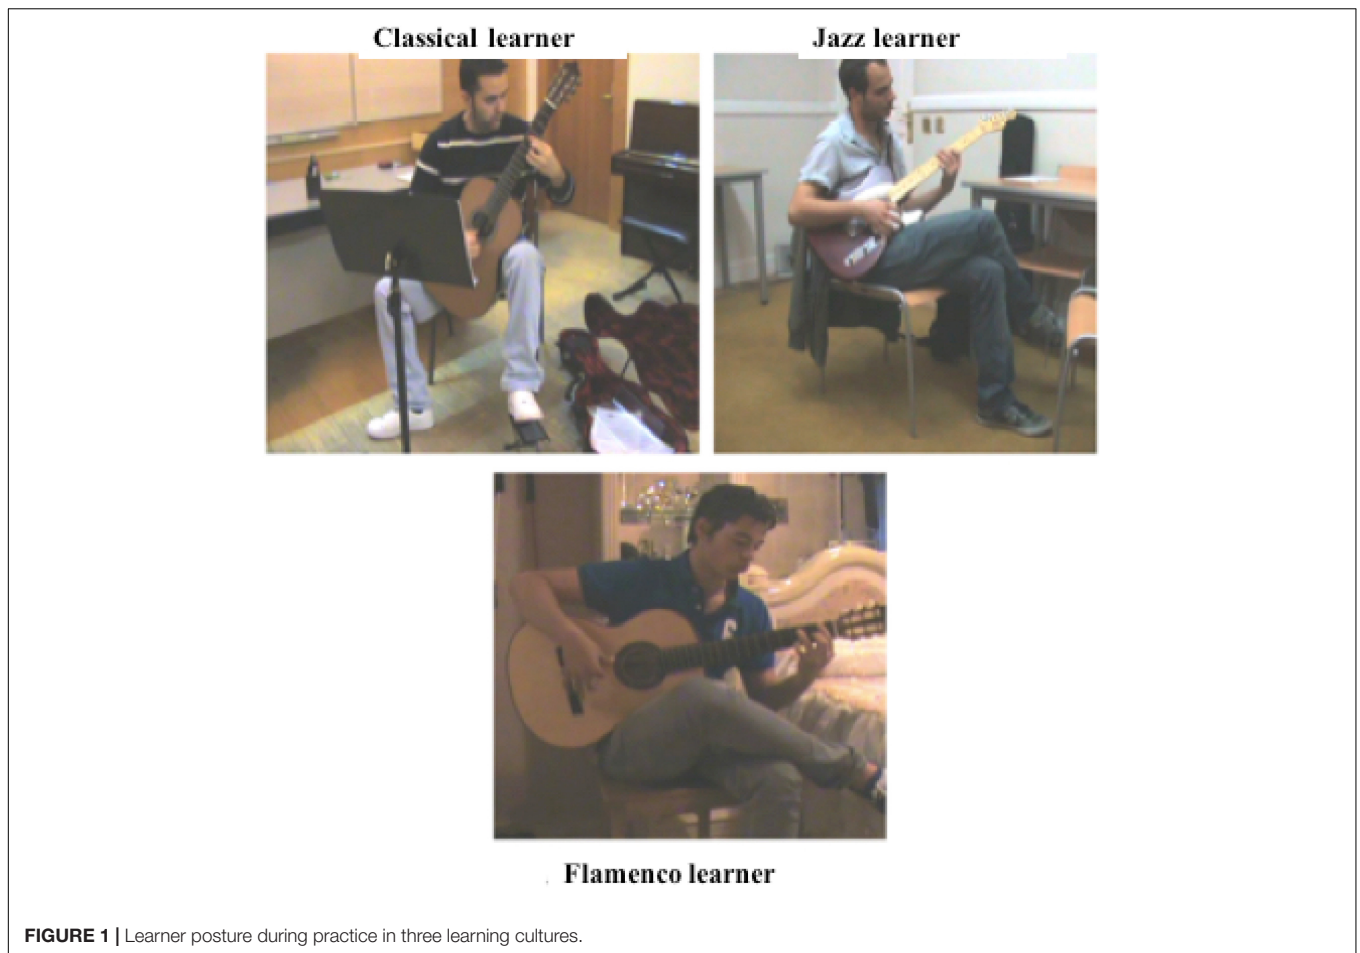 Classical learner
Jazz learner
Flamenco learner
FIGURE 1 | Learner posture during practice in three learning cultures.